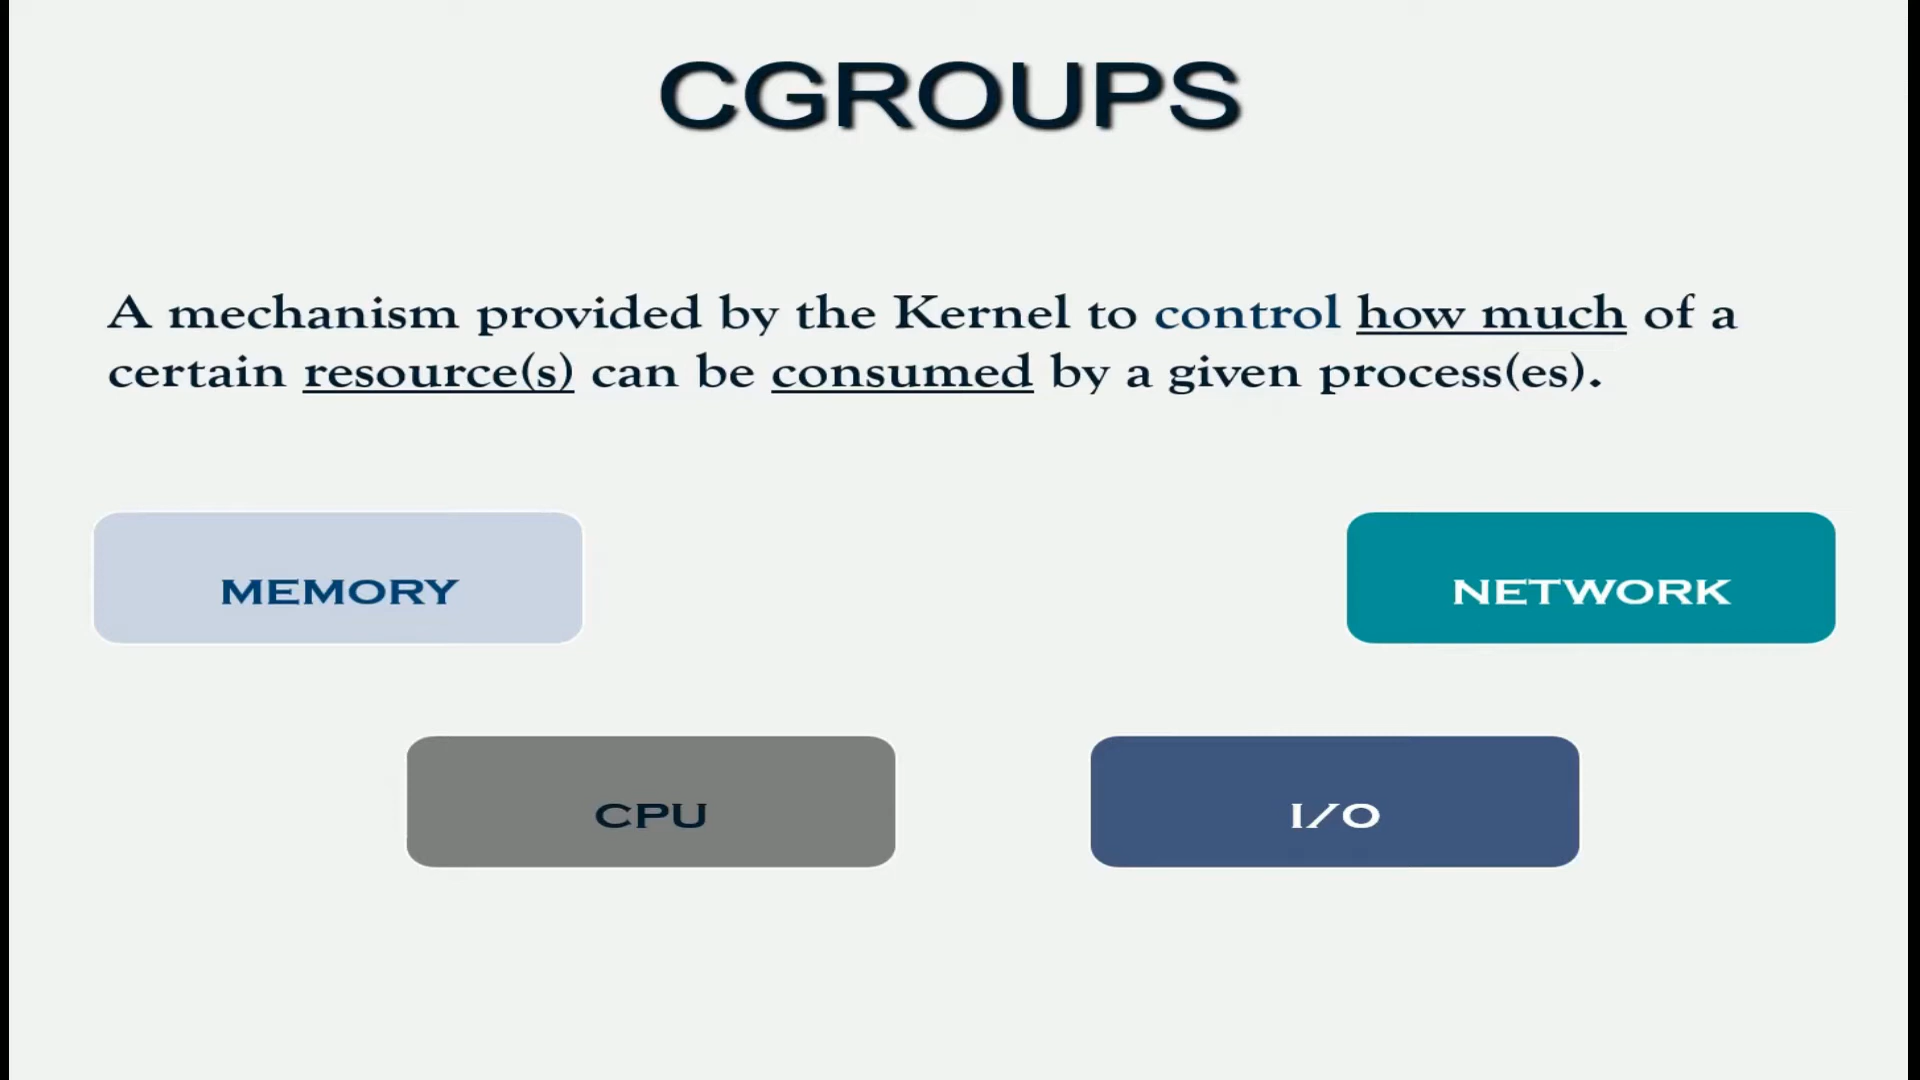 CGROUPS
A mechanism provided by the Kernel to control how much of a
certain resource(s) can be consumed by a given process(es).
MEMORY
NETWORK
CPU
I/O